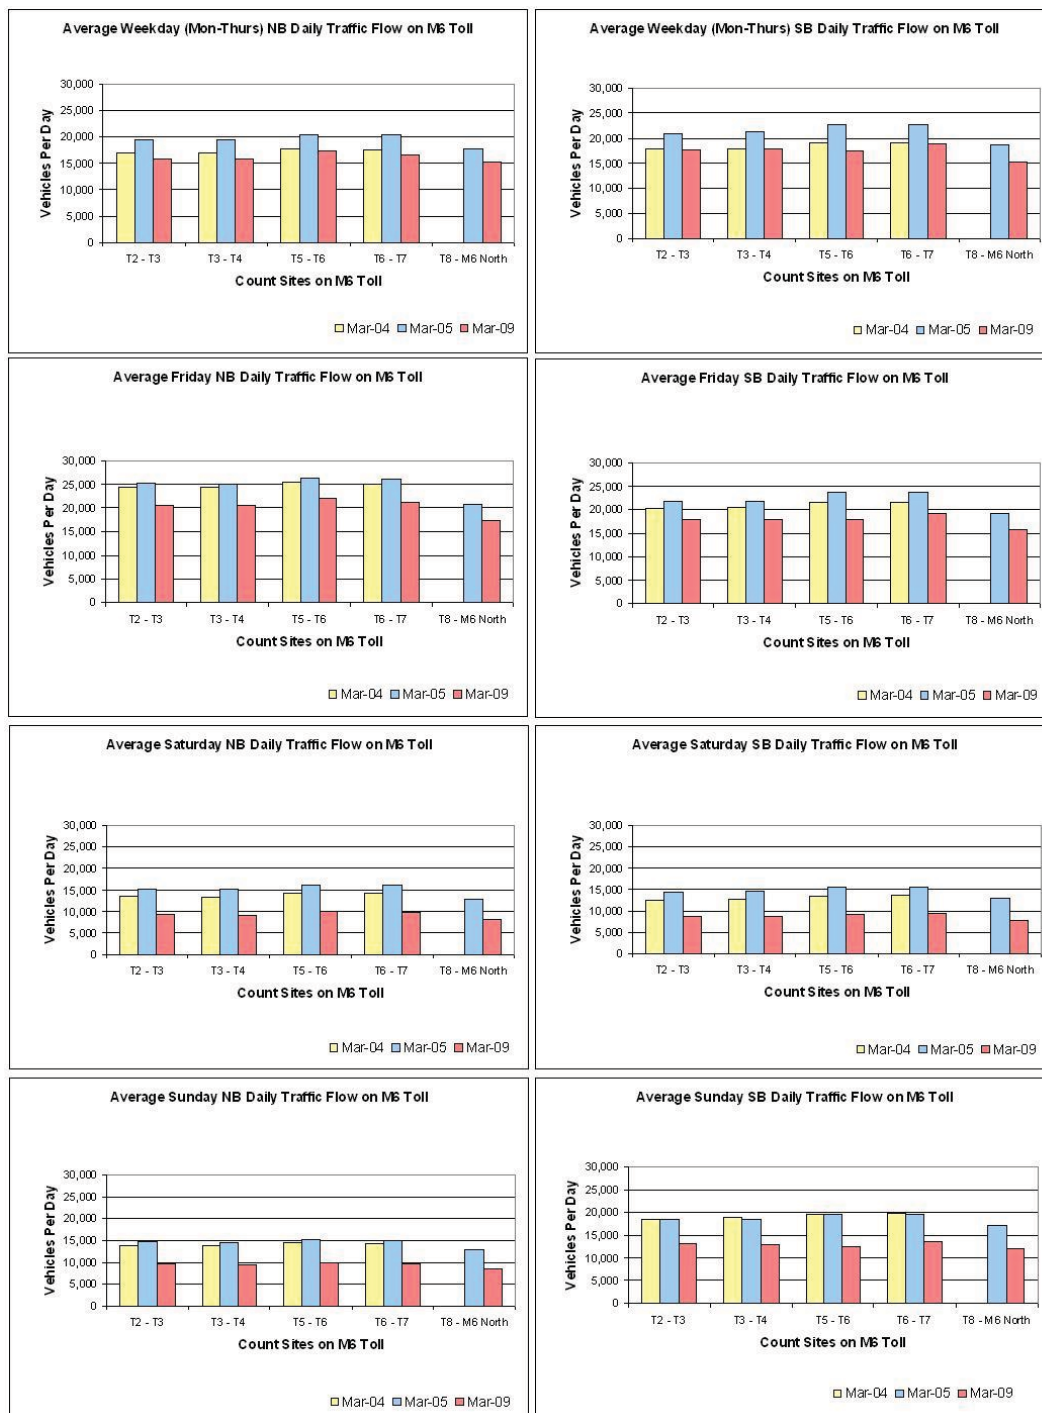 Average Weekday (Mon-Thurs) NB Daily Traffic Flow on M6 Toll
Vehicles Per Day
30,000
25,000
20,000
15,000
10,000
5,000
0
T2 - T3 T3 - T4 T5 - T6 T6 - T7 T8 - M6 North
Count Sites on M6 Toll
Mar-04 Mar-05 Mar-09
Average Weekday (Mon-Thurs) SB Daily Traffic Flow on M6 Toll
Vehicles Per Day
30,000
25,000
20,000
15,000
10,000
5,000
0
T2 - T3 T3 - T4 T5 - T6 T6 - T7 T8 - M6 North
Count Sites on M6 Toll
Mar-04 Mar-05 Mar-09
Average Friday NB Daily Traffic Flow on M6 Toll
Vehicles Per Day
30,000
25,000
20,000
15,000
10,000
5,000
0
T2 - T3 T3 - T4 T5 - T6 T6 - T7 T8 - M6 North
Count Sites on M6 Toll
Mar-04 Mar-05 Mar-09
Average Friday SB Daily Traffic Flow on M6 Toll
Vehicles Per Day
30,000
25,000
20,000
15,000
10,000
5,000
0
T2 - T3 T3 - T4 T5 - T6 T6 - T7 T8 - M6 North
Count Sites on M6 Toll
Mar-04 Mar-05 Mar-09
Average Saturday NB Daily Traffic Flow on M6 Toll
Vehicles Per Day
30,000
25,000
20,000
15,000
10,000
5,000
0
T2 - T3 T3 - T4 T5 - T6 T6 - T7 T8 - M6 North
Count Sites on M6 Toll
Mar-04 Mar-05 Mar-09
Average Saturday SB Daily Traffic Flow on M6 Toll
Vehicles Per Day
30,000
25,000
20,000
15,000
10,000
5,000
0
T2 - T3 T3 - T4 T5 - T6 T6 - T7 T8 - M6 North
Count Sites on M6 Toll
Mar-04 Mar-05 Mar-09
Average Sunday NB Daily Traffic Flow on M6 Toll
Vehicles Per Day
30,000
25,000
20,000
15,000
10,000
5,000
0
T2 - T3 T3 - T4 T5 - T6 T6 - T7 T8 - M6 North
Count Sites on M6 Toll
Mar-04 Mar-05 Mar-09
Average Sunday SB Daily Traffic Flow on M6 Toll
Vehicles Per Day
30,000
25,000
20,000
15,000
10,000
5,000
0
T2 - T3 T3 - T4 T5 - T6 T6 - T7 T8 - M6 North
Count Sites on M6 Toll
Mar-04 Mar-05 Mar-09